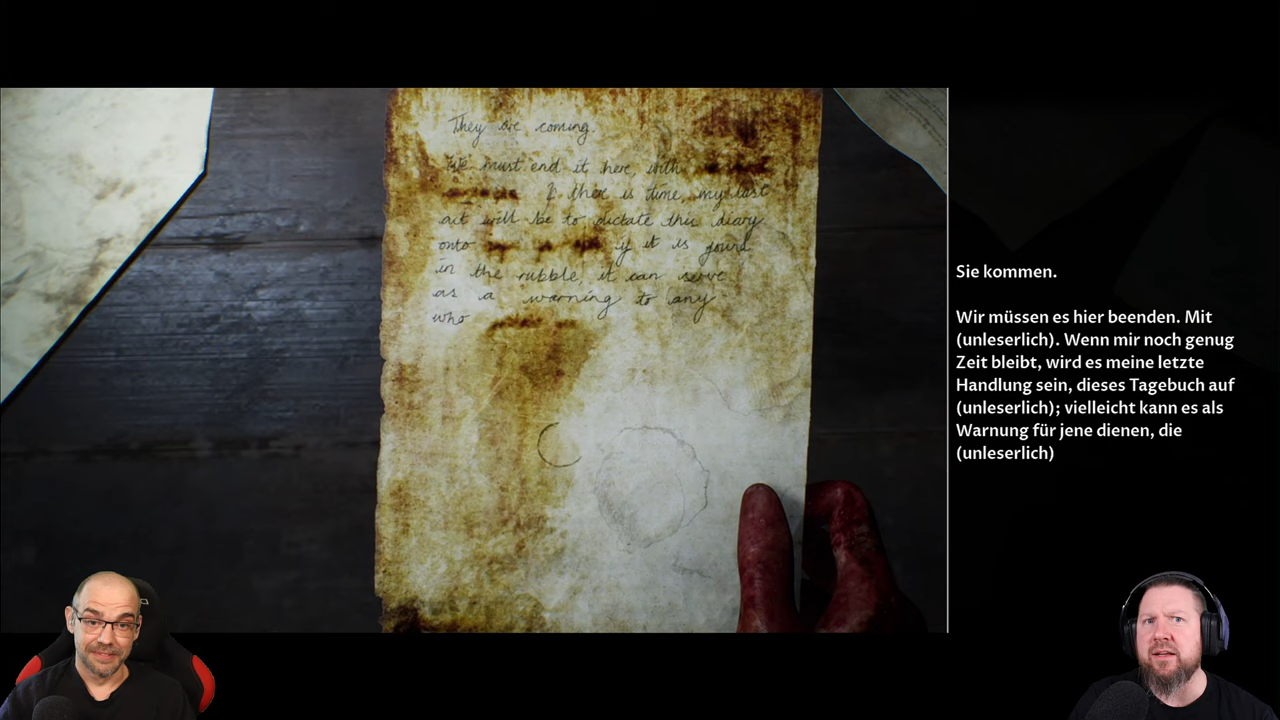 They are coming.
We must end it here, with
If there is time, my last
act will be to dictate this diary
onto if it is found
in the rubble, it can serve
as a warning to any
who
Sie kommen.
Wir müssen es hier beenden. Mit
(unleserlich). Wenn mir noch genug
Zeit bleibt, wird es meine letzte
Handlung sein, dieses Tagebuch auf
(unleserlich); vielleicht kann es als
Warnung für jene dienen, die
(unleserlich)